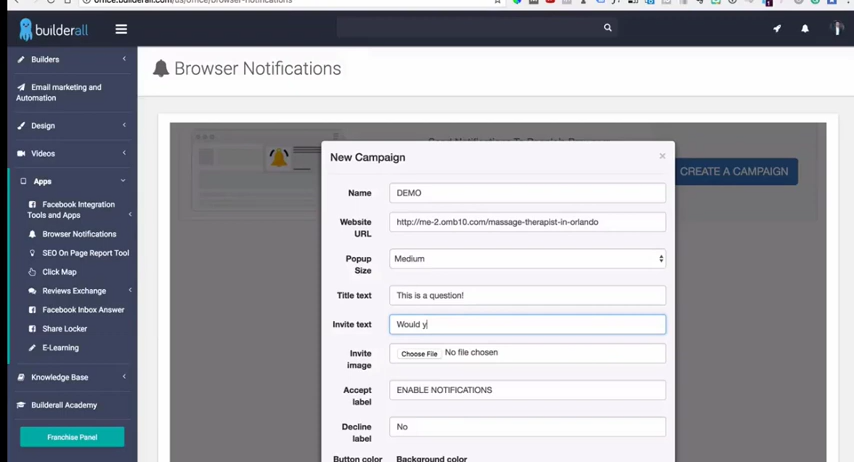 office.builderall.com/us/office/browser-notifications
builderall
Browser Notifications
Builders
Email marketing and
Automation
Design
Videos
Apps
Facebook Integration
Tools and Apps
Browser Notifications
SEO On Page Report Tool
Click Map
Reviews Exchange
Facebook Inbox Answer
Share Locker
E-Learning
Knowledge Base
Builderall Academy
Franchise Panel
CREATE A CAMPAIGN
New Campaign
×
Name
DEMO
Website
URL
http://me-2.omb10.com/massage-therapist-in-orlando
Popup
Size
Medium
Title text
This is a question!
Invite text
Would y
Invite
image
Choose File No file chosen
Accept
label
ENABLE NOTIFICATIONS
Decline
label
No
Button color
Background color